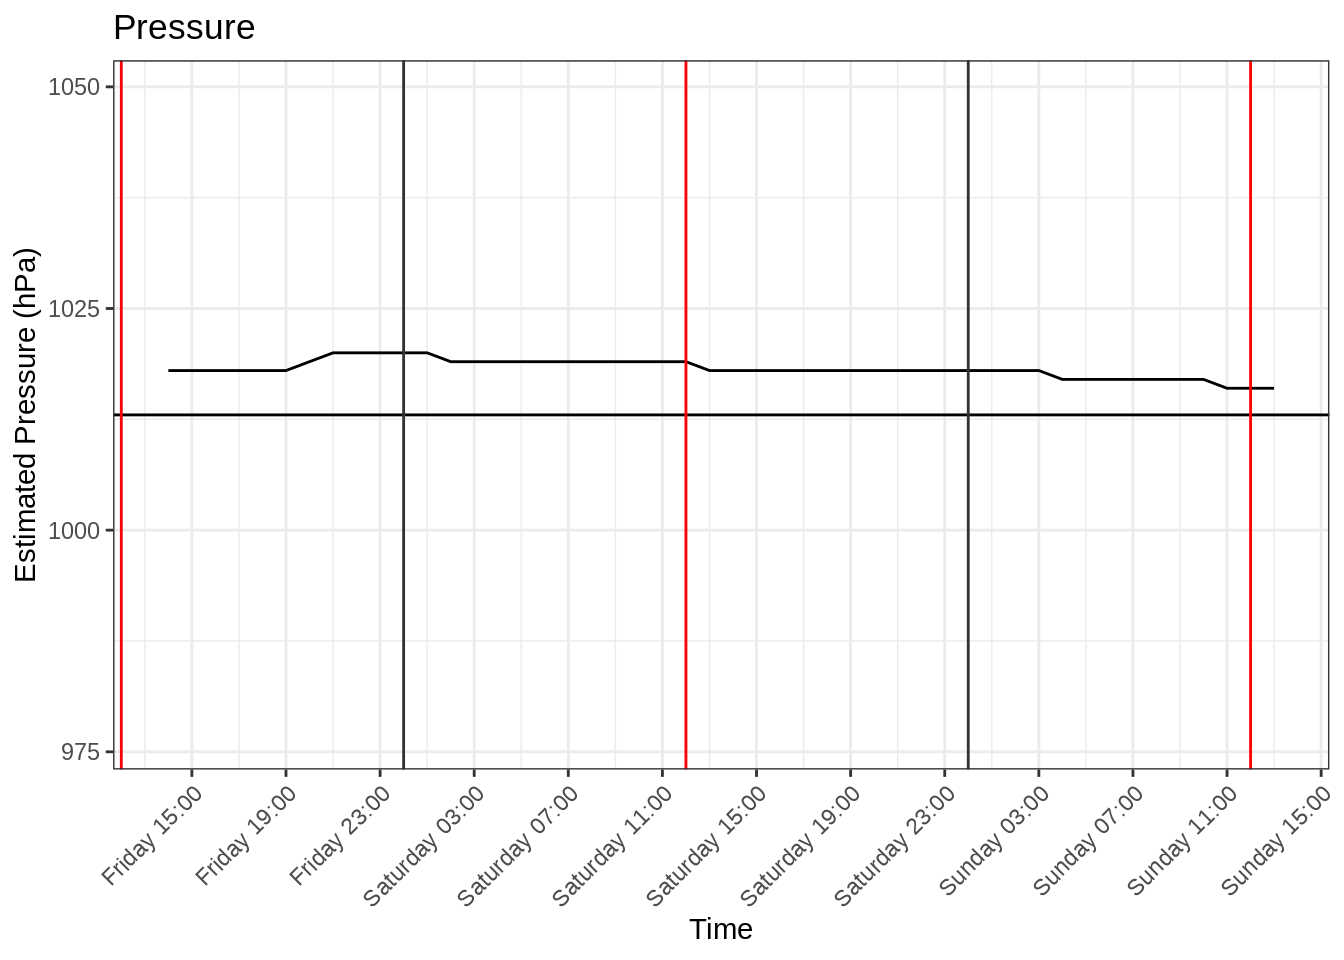 Pressure
Estimated Pressure (hPa)
1050
1025
1000
975
Friday 15:00
Friday 19:00
Friday 23:00
Saturday 03:00
Saturday 07:00
Saturday 11:00
Saturday 15:00
Saturday 19:00
Saturday 23:00
Sunday 03:00
Sunday 07:00
Sunday 11:00
Sunday 15:00
Time